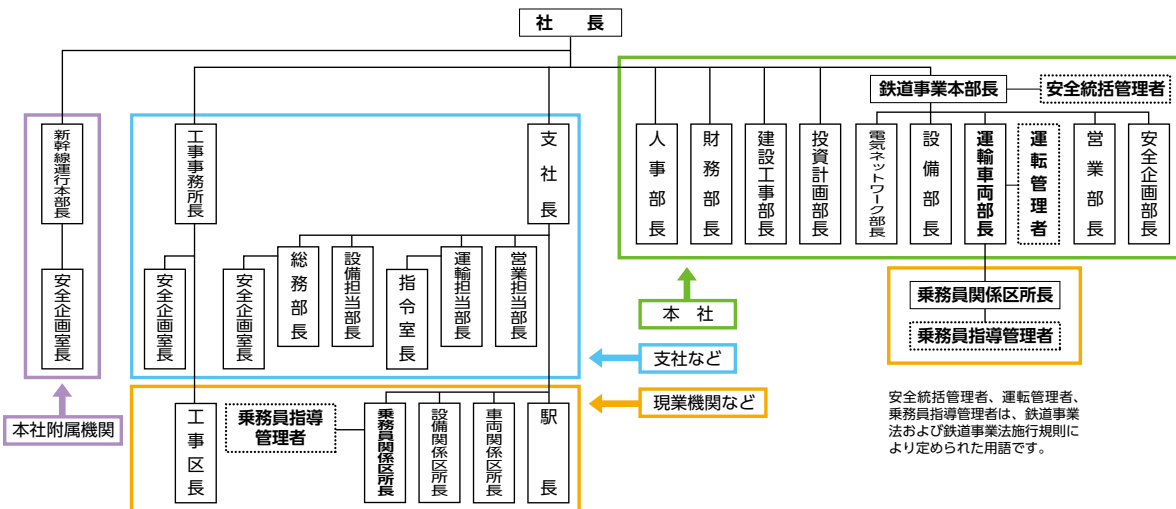 社　長
鉄道事業本部長
安全統括管理者
新幹線運行本部長
工事事務所長
支社長
人事部長
財務部長
建設工事部長
投資計画部長
電気ネットワーク部長
設備部長
運輸車両部長
運転管理者
営業部長
安全企画部長
安全企画室長
安全企画室長
安全企画室長
総務部長
設備担当部長
指令室長
運輸担当部長
営業担当部長
乗務員関係区所長
乗務員指導管理者
本　社
支社など
現業機関など
本社附属機関
工事区長
乗務員指導
管理者
乗務員関係区所長
設備関係区所長
車両関係区所長
駅長
安全統括管理者、運転管理者、
乗務員指導管理者は、鉄道事業
法および鉄道事業法施行規則に
より定められた用語です。